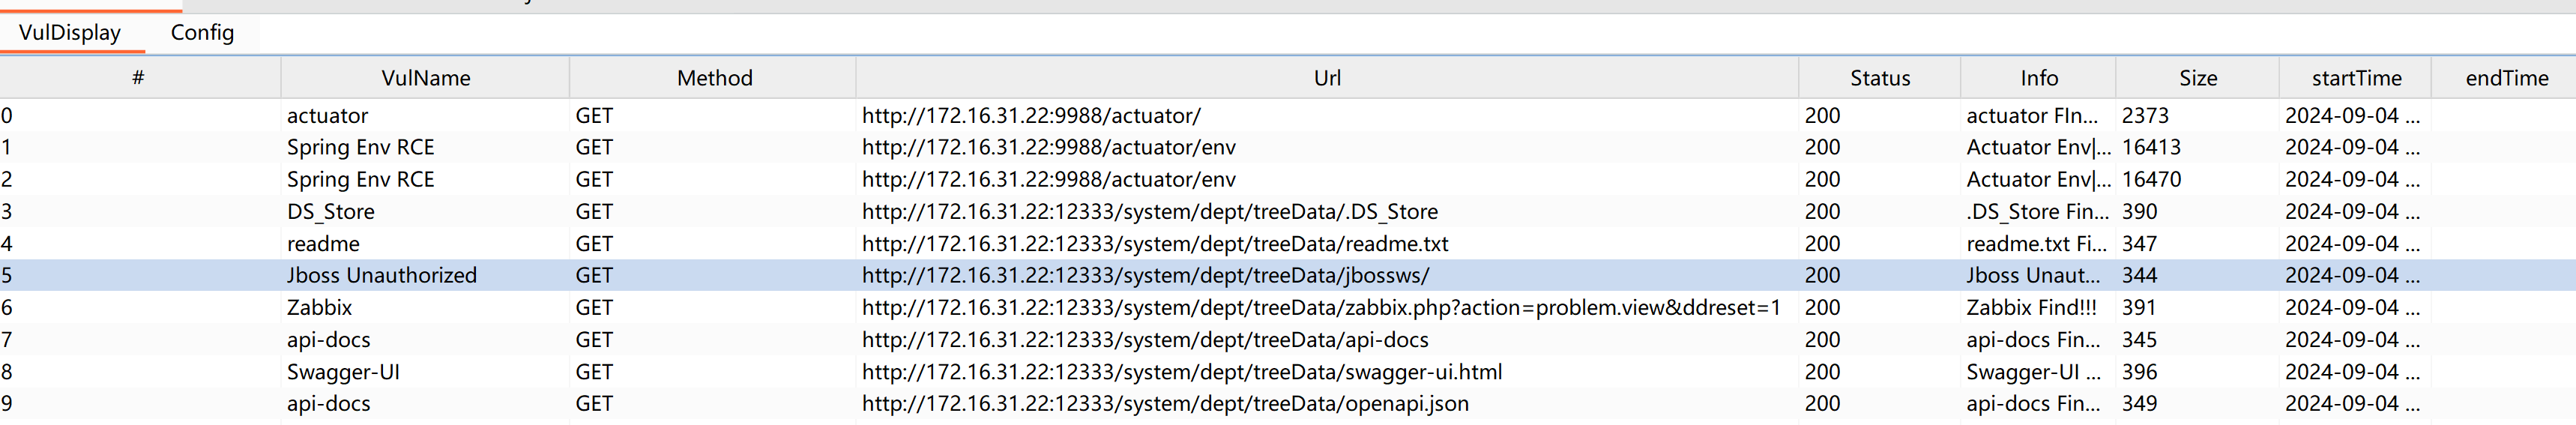 VulDisplay Config
# VulName Method Url Status Info Size startTime endTime
0 actuator GET http://172.16.31.22:9988/actuator/ 200 actuator FIn... 2373 2024-09-04 ...
1 Spring Env RCE GET http://172.16.31.22:9988/actuator/env 200 Actuator Env|... 16413 2024-09-04 ...
2 Spring Env RCE GET http://172.16.31.22:9988/actuator/env 200 Actuator Env|... 16470 2024-09-04 ...
3 DS_Store GET http://172.16.31.22:12333/system/dept/treeData/.DS_Store 200 .DS_Store Fin... 390 2024-09-04 ...
4 readme GET http://172.16.31.22:12333/system/dept/treeData/readme.txt 200 readme.txt Fi... 347 2024-09-04 ...
5 Jboss Unauthorized GET http://172.16.31.22:12333/system/dept/treeData/jbossws/ 200 Jboss Unaut... 344 2024-09-04 ...
6 Zabbix GET http://172.16.31.22:12333/system/dept/treeData/zabbix.php?action=problem.view&ddreset=1 200 Zabbix Find!!! 391 2024-09-04 ...
7 api-docs GET http://172.16.31.22:12333/system/dept/treeData/api-docs 200 api-docs Fin... 345 2024-09-04 ...
8 Swagger-UI GET http://172.16.31.22:12333/system/dept/treeData/swagger-ui.html 200 Swagger-UI ... 396 2024-09-04 ...
9 api-docs GET http://172.16.31.22:12333/system/dept/treeData/openapi.json 200 api-docs Fin... 349 2024-09-04 ...